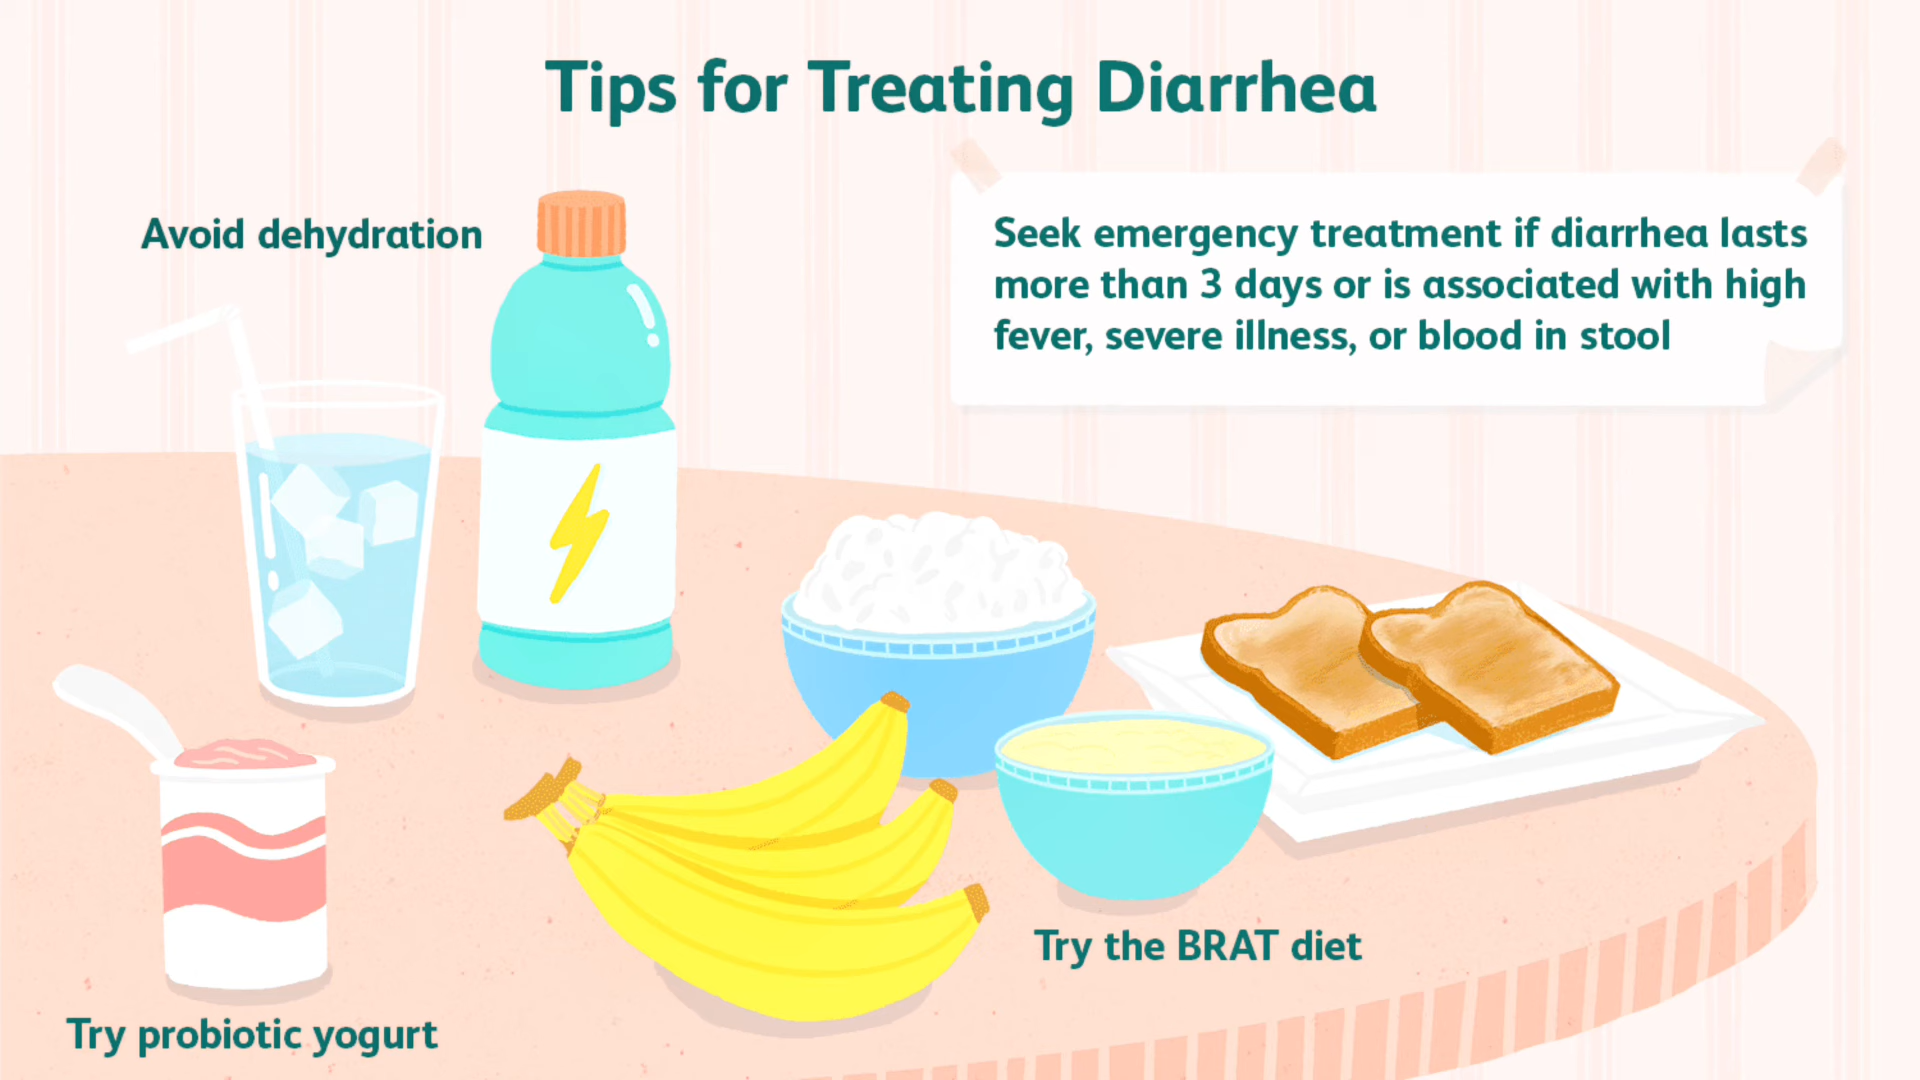 Tips for Treating Diarrhea
Avoid dehydration
Seek emergency treatment if diarrhea lasts
more than 3 days or is associated with high
fever, severe illness, or blood in stool
Try the BRAT diet
Try probiotic yogurt